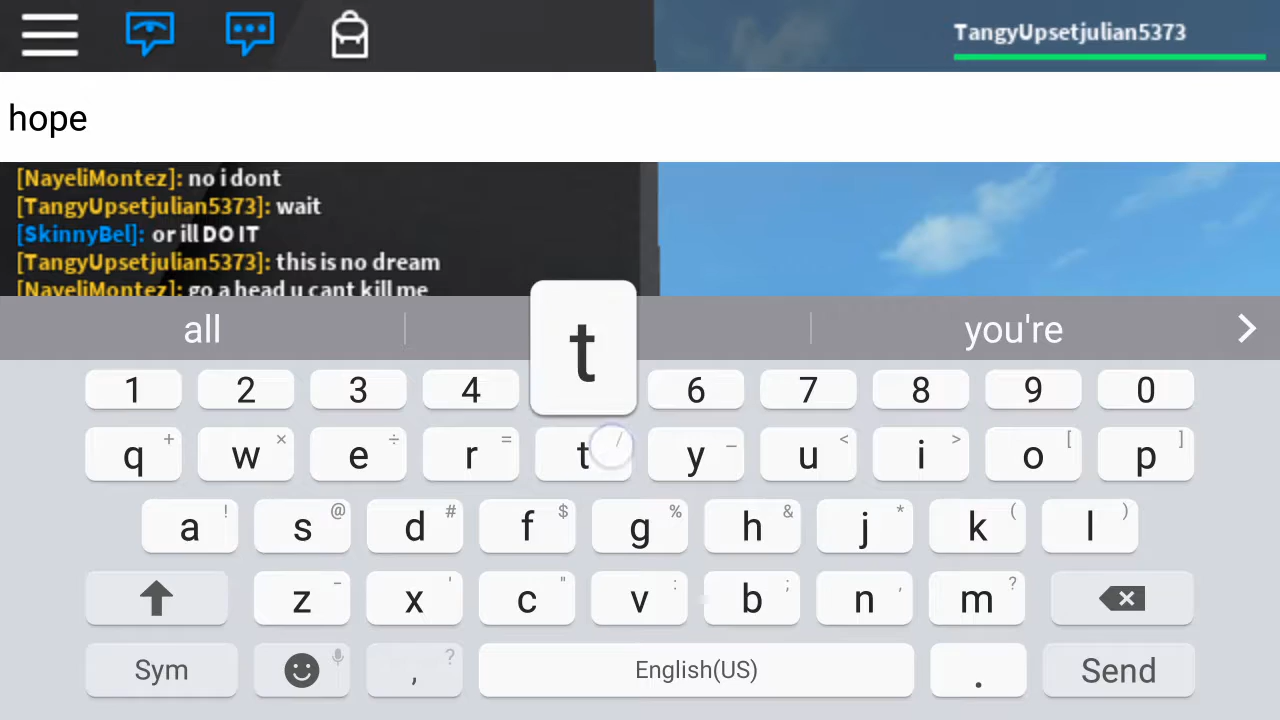 TangyUpsetjulian5373
hope
[NayeliMontez]: no i dont
[TangyUpsetjulian5373]: wait
[SkinnyBel]: or ill DO IT
[TangyUpsetjulian5373]: this is no dream
[NayeliMontez]: go a head u cant kill me
all you're
t
1 2 3 4 6 7 8 9 0
q + w × e ÷ r = t / y _ u < i > o [ p ]
a ! s @ d # f $ g % h & j * k ( l )
z - x ' c " v : b ; n , m ?
Sym , ? English(US) . Send